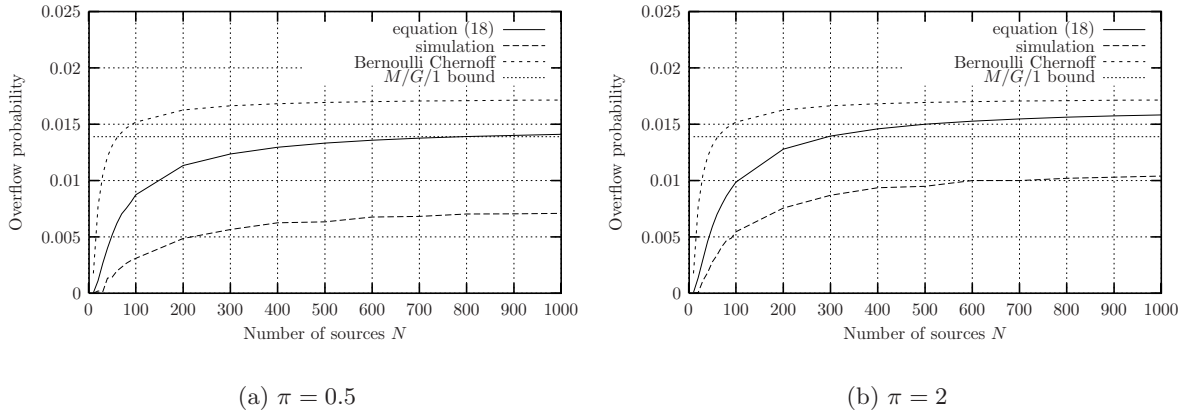 0.025
0.02
0.015
0.01
0.005
0
Overflow probability
equation (18)
simulation
Bernoulli Chernoff
M/G/1 bound
0 100 200 300 400 500 600 700 800 900 1000
Number of sources N
(a) π = 0.5
0.025
0.02
0.015
0.01
0.005
0
Overflow probability
equation (18)
simulation
Bernoulli Chernoff
M/G/1 bound
0 100 200 300 400 500 600 700 800 900 1000
Number of sources N
(b) π = 2